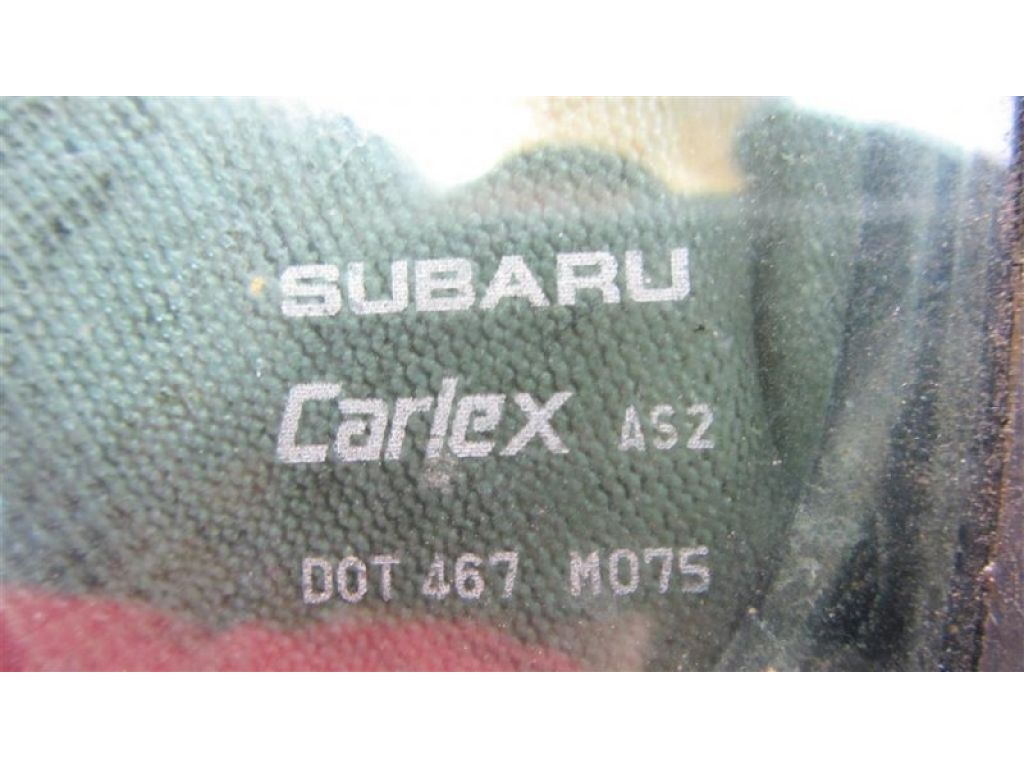 SUBARU
Carlex AS2
DOT 467 M075